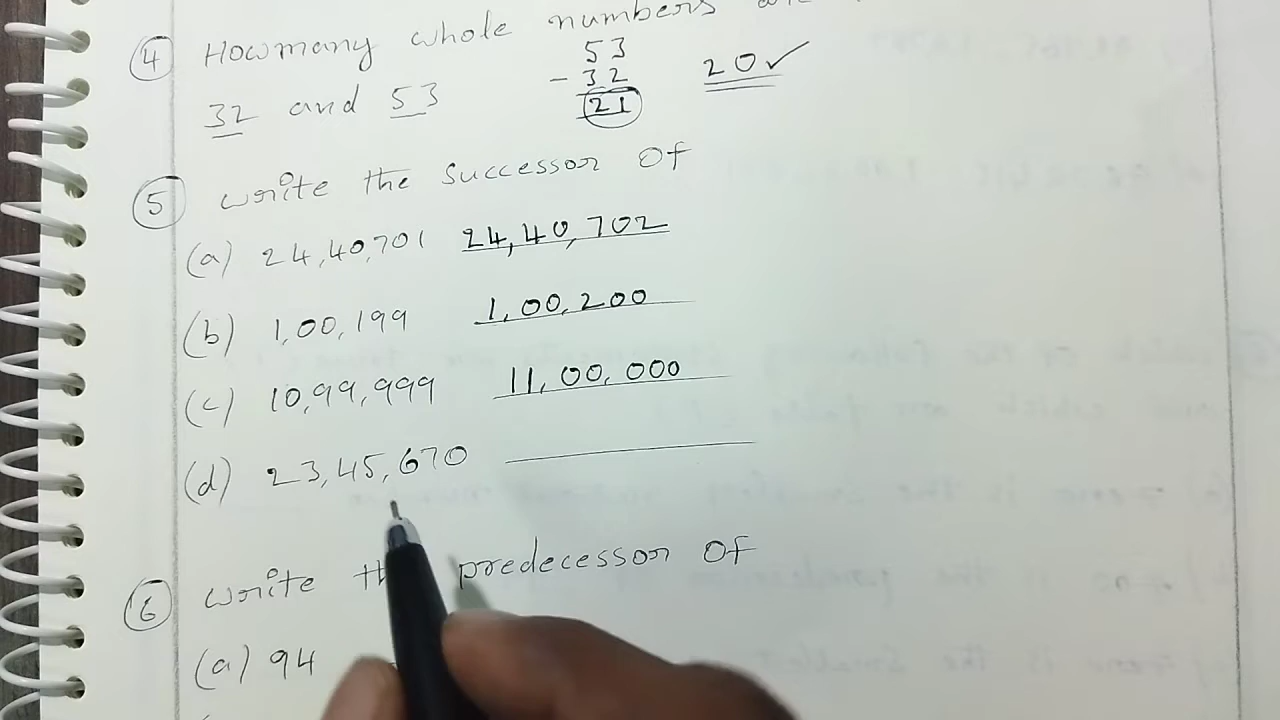 ④ Howmany whole numbers
32 and 53
53
- 32
21
20✓
⑤ write the successor of
(a) 24,40,701 24,40,702
(b) 1,00,199 1,00,200
(c) 10,99,999 11,00,000
(d) 23,45,670
⑥ write predecessor of
(a) 94